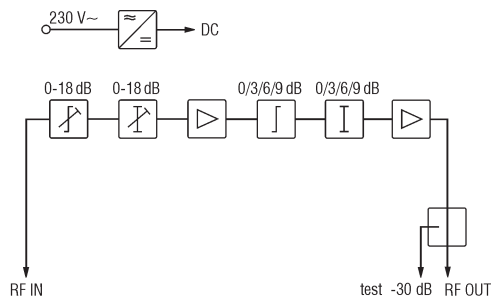 230 V~
DC
0-18 dB 0-18 dB 0/3/6/9 dB 0/3/6/9 dB
RF IN test -30 dB RF OUT